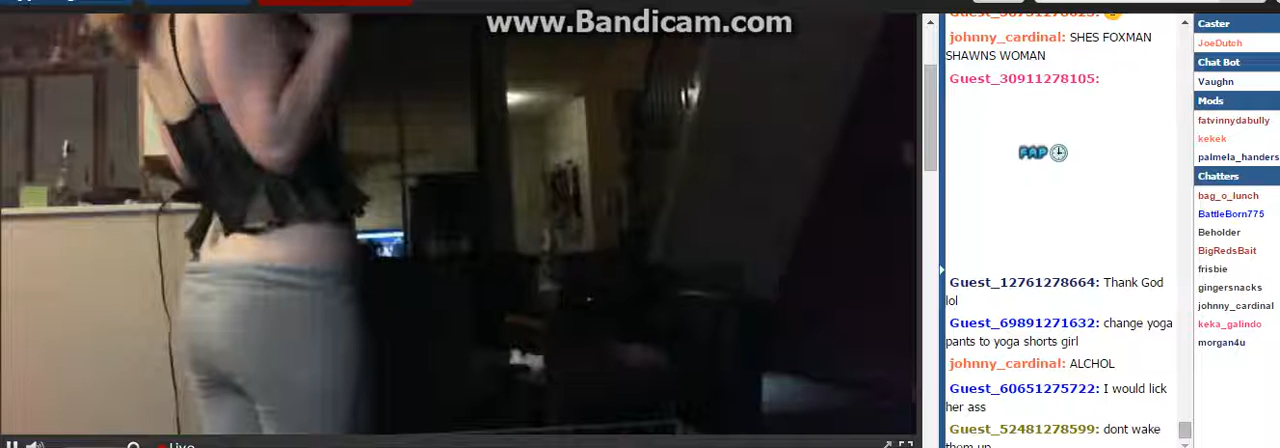 www.Bandicam.com
johnny_cardinal: SHES FOXMAN
SHAWNS WOMAN
Guest_30911278105:
FAP
Guest_12761278664: Thank God
lol
Guest_69891271632: change yoga
pants to yoga shorts girl
johnny_cardinal: ALCHOL
Guest_60651275722: I would lick
her ass
Guest_52481278599: dont wake
them up
Caster
JoeDutch
Chat Bot
Vaughn
Mods
fatvinnydabully
kekek
palmela_handers
Chatters
bag_o_lunch
BattleBorn775
Beholder
BigRedsBait
frisbie
gingersnacks
johnny_cardinal
keka_galindo
morgan4u
Live